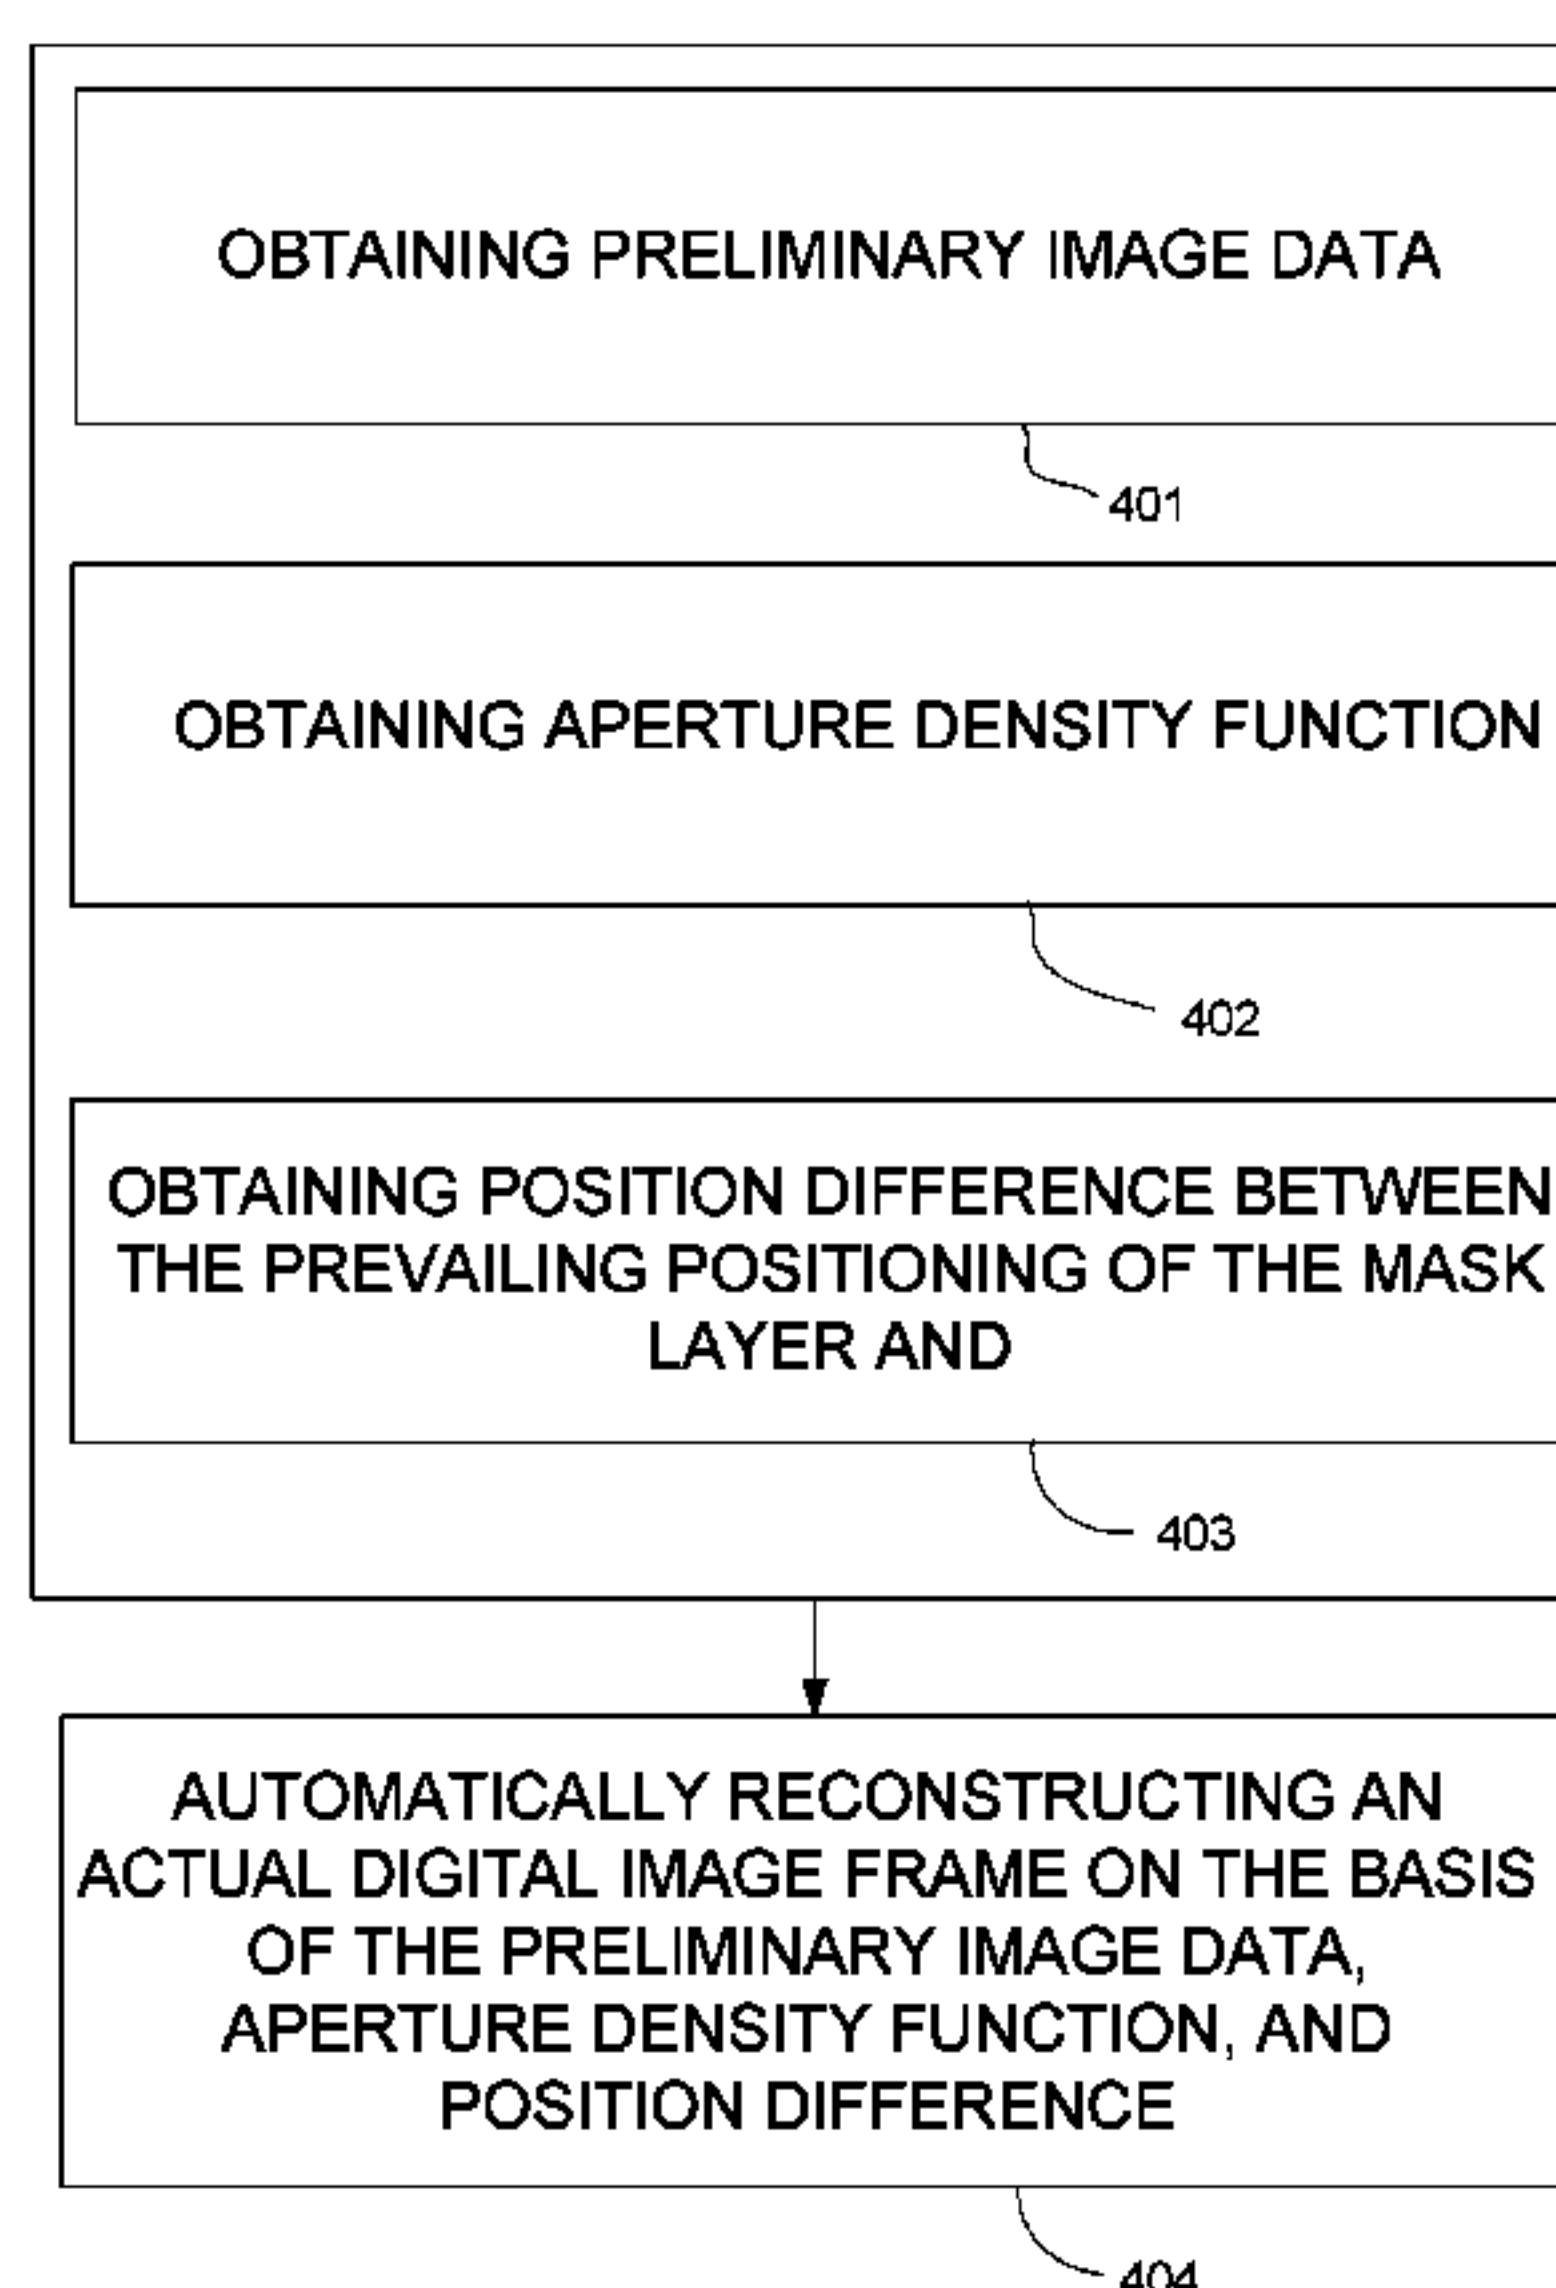 OBTAINING PRELIMINARY IMAGE DATA
401
OBTAINING APERTURE DENSITY FUNCTION
402
OBTAINING POSITION DIFFERENCE BETWEEN
THE PREVAILING POSITIONING OF THE MASK
LAYER AND
403
AUTOMATICALLY RECONSTRUCTING AN
ACTUAL DIGITAL IMAGE FRAME ON THE BASIS
OF THE PRELIMINARY IMAGE DATA,
APERTURE DENSITY FUNCTION, AND
POSITION DIFFERENCE
404